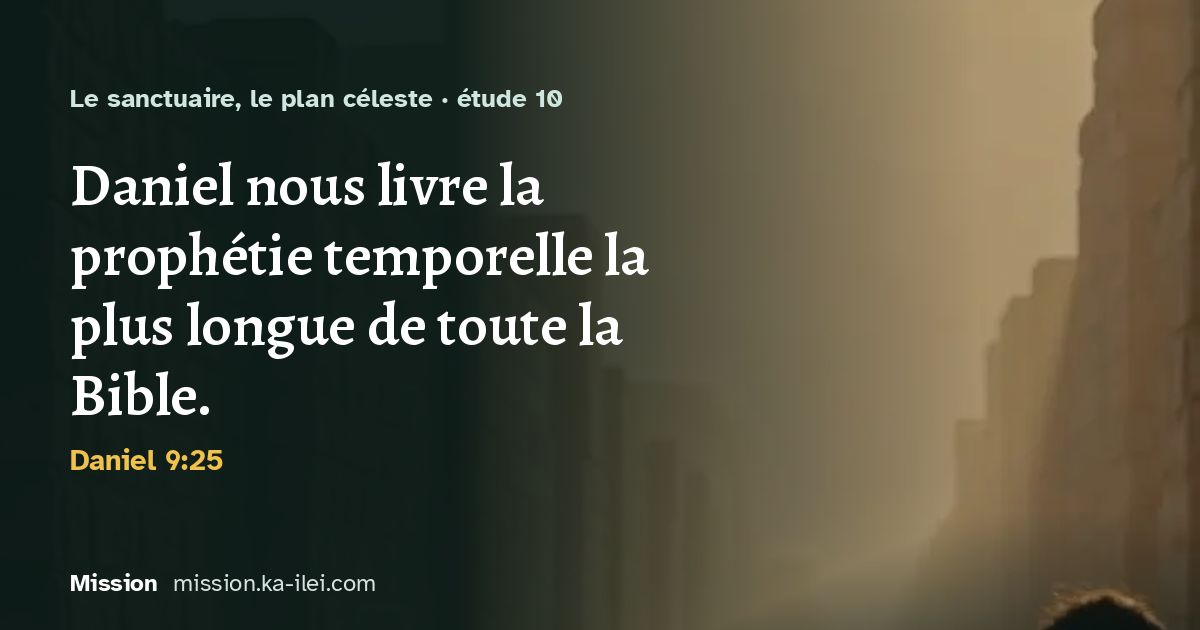 Le sanctuaire, le plan céleste · étude 10
Daniel nous livre la
prophétie temporelle la
plus longue de toute la
Bible.
Daniel 9:25
Mission mission.ka-ilei.com